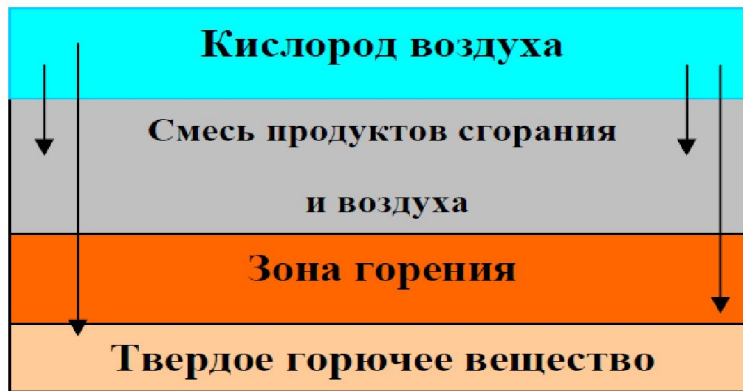 Кислород воздуха
Смесь продуктов сгорания
и воздуха
Зона горения
Твердое горючее вещество